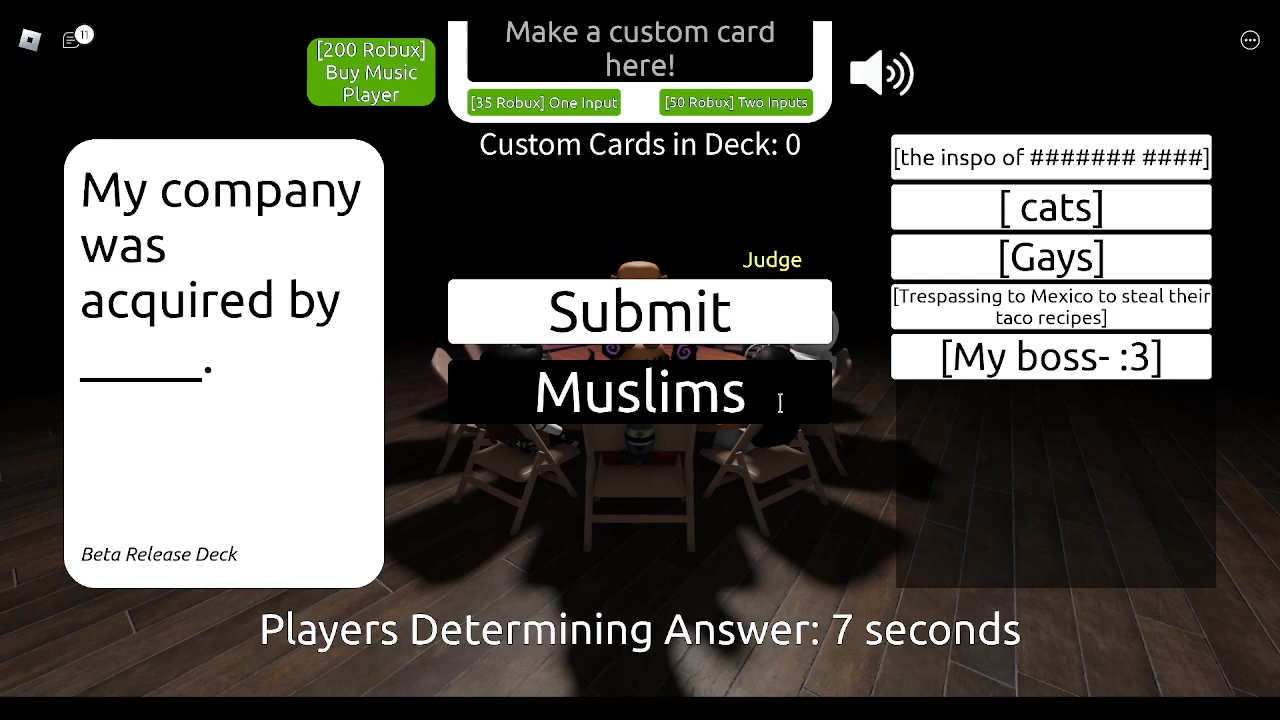 11
[200 Robux]
Buy Music
Player
Make a custom card
here!
[35 Robux] One Input
[50 Robux] Two Inputs
Custom Cards in Deck: 0
My company
was
acquired by
______.
Beta Release Deck
Judge
Submit
Muslims
[the inspo of ####### ####]
[ cats]
[Gays]
[Trespassing to Mexico to steal their
taco recipes]
[My boss- :3]
Players Determining Answer: 7 seconds